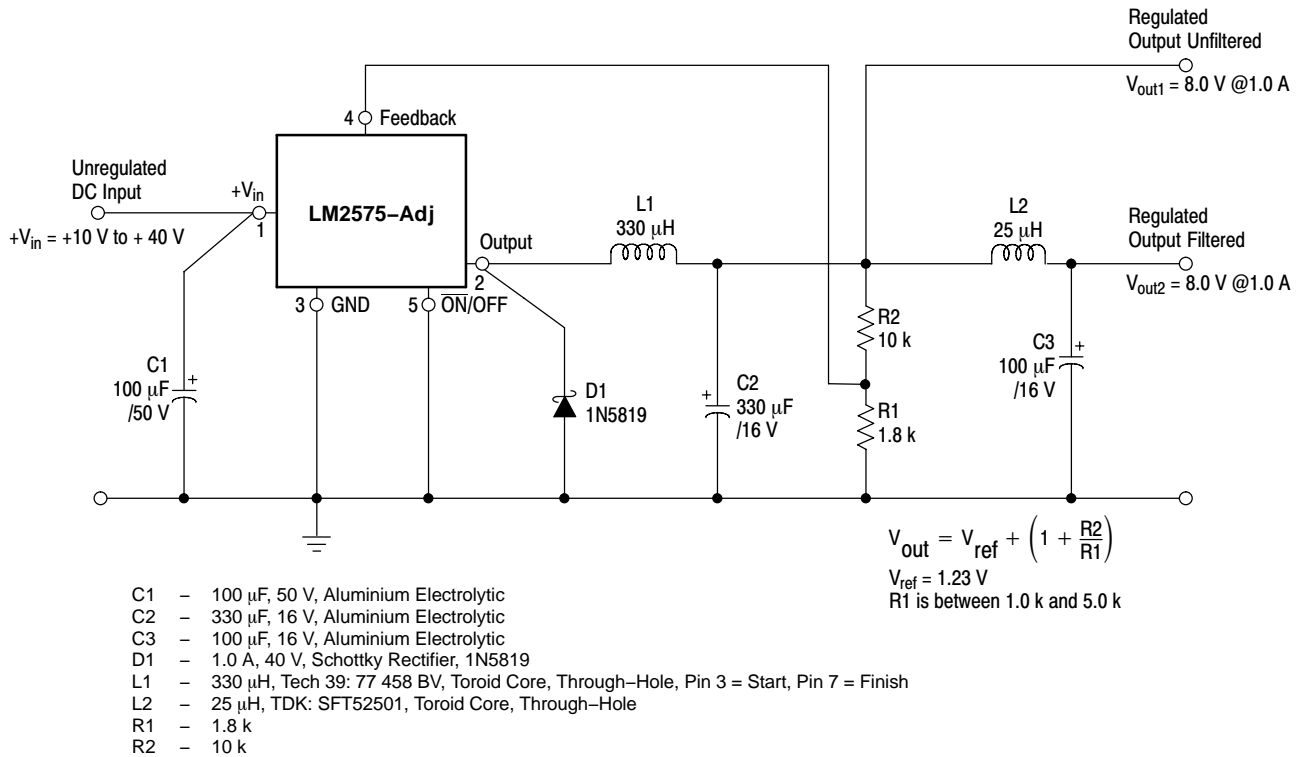 Regulated
Output Unfiltered
Vout1 = 8.0 V @1.0 A
4
Feedback
Unregulated
DC Input
+Vin = +10 V to + 40 V
+Vin
1
LM2575−Adj
Output
2
3
GND
5
O̅N̅/OFF
L1
330 μH
L2
25 μH
Regulated
Output Filtered
Vout2 = 8.0 V @1.0 A
C1
100 μF
/50 V
+
D1
1N5819
+
C2
330 μF
/16 V
R2
10 k
R1
1.8 k
C3
100 μF
/16 V
+
Vout = Vref + (1 + R2/R1)
Vref = 1.23 V
R1 is between 1.0 k and 5.0 k
C1 – 100 μF, 50 V, Aluminium Electrolytic
C2 – 330 μF, 16 V, Aluminium Electrolytic
C3 – 100 μF, 16 V, Aluminium Electrolytic
D1 – 1.0 A, 40 V, Schottky Rectifier, 1N5819
L1 – 330 μH, Tech 39: 77 458 BV, Toroid Core, Through−Hole, Pin 3 = Start, Pin 7 = Finish
L2 – 25 μH, TDK: SFT52501, Toroid Core, Through−Hole
R1 – 1.8 k
R2 – 10 k